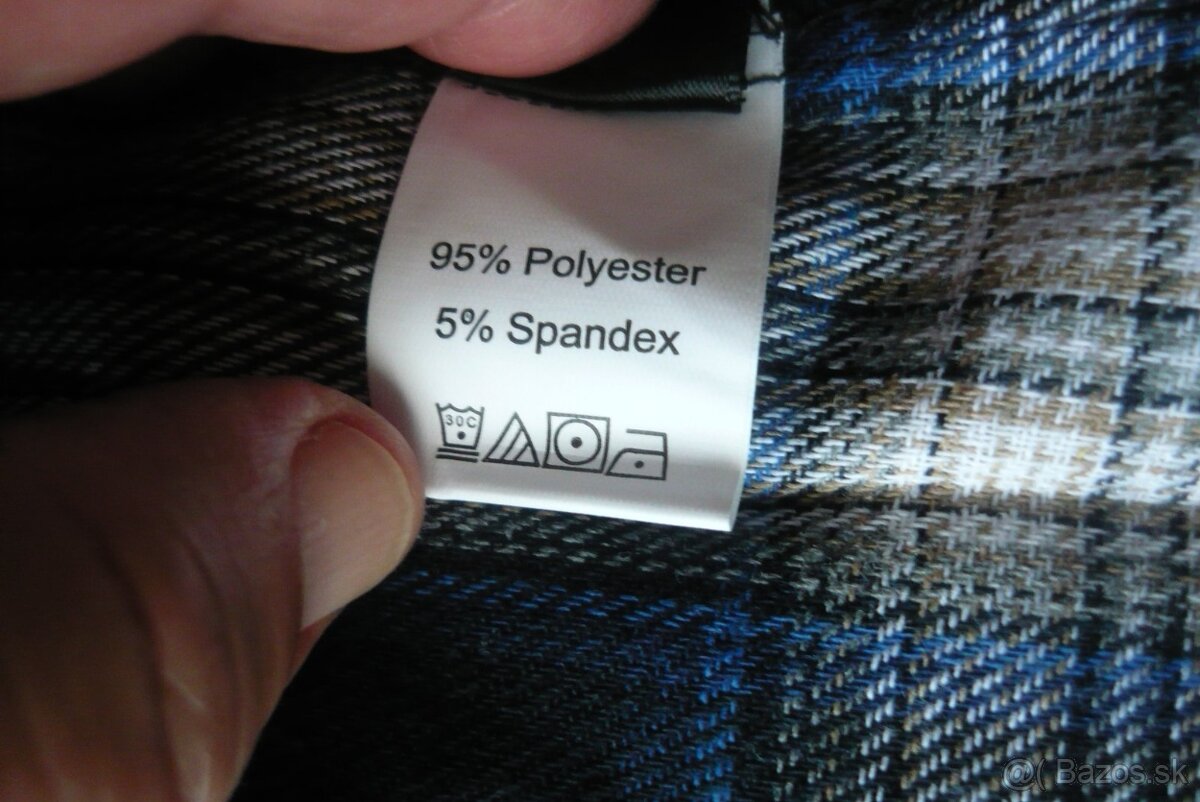 95% Polyester
5% Spandex
30C
@( Bazos.sk